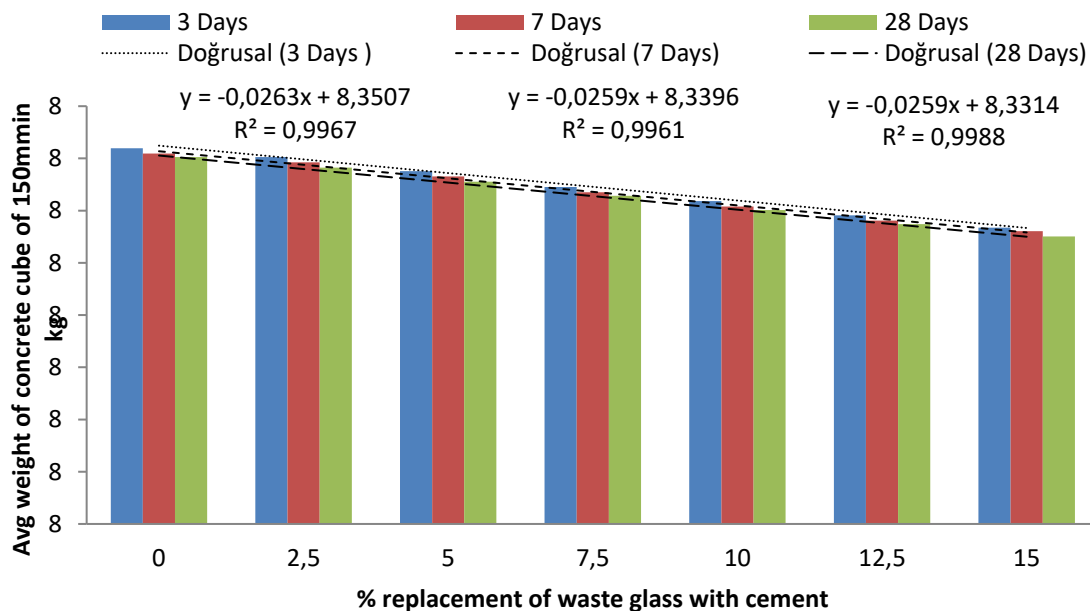 3 Days
7 Days
28 Days
Doğrusal (3 Days )
Doğrusal (7 Days)
Doğrusal (28 Days)
y = -0,0263x + 8,3507
R² = 0,9967
y = -0,0259x + 8,3396
R² = 0,9961
y = -0,0259x + 8,3314
R² = 0,9988
8
8
8
8
8
8
8
8
8
Avg weight of concrete cube of 150mmin
kg
0
2,5
5
7,5
10
12,5
15
% replacement of waste glass with cement